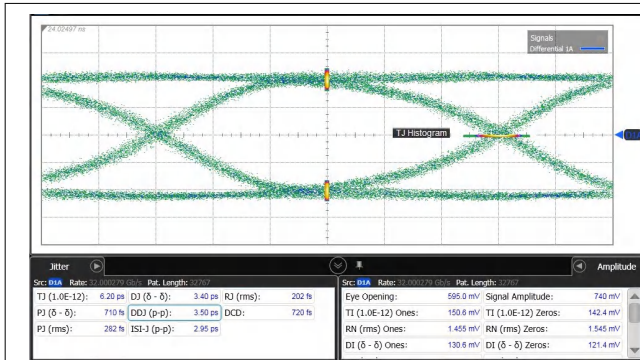 24.02497 ns
Signals
Differential 1A
TJ Histogram
Jitter
Amplitude
Src: D1A Rate: 32.000279 Gb/s Pat. Length: 32767
TJ (1.0E-12): 6.20 ps DJ (δ - δ): 3.40 ps RJ (rms): 202 fs
PJ (δ - δ): 710 fs DDJ (p-p): 3.50 ps DCD: 720 fs
PJ (rms): 282 fs ISI-J (p-p): 2.95 ps
Src: D1A Rate: 32.000279 Gb/s Pat. Length: 32767
Eye Opening: 595.0 mV Signal Amplitude: 740 mV
TI (1.0E-12) Ones: 150.6 mV TI (1.0E-12) Zeros: 142.4 mV
RN (rms) Ones: 1.455 mV RN (rms) Zeros: 1.545 mV
DI (δ - δ) Ones: 130.6 mV DI (δ - δ) Zeros: 121.4 mV